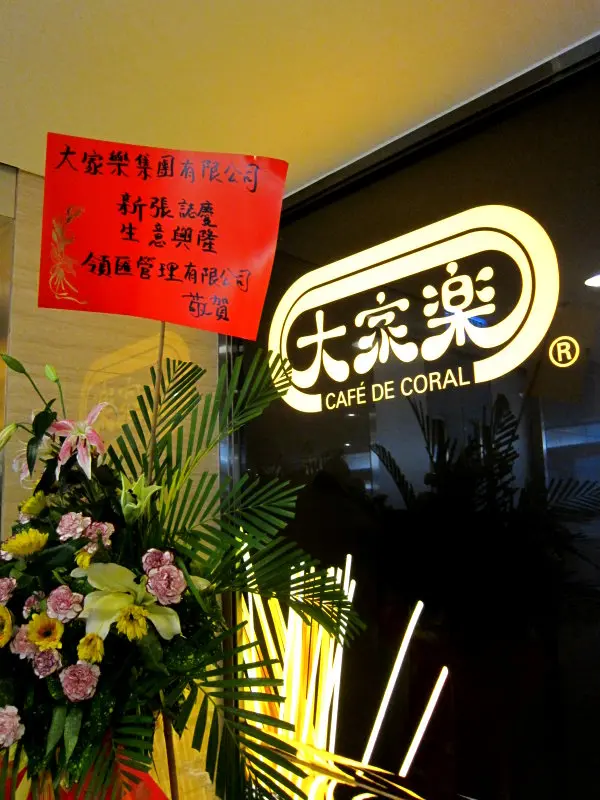 大家樂集團有限公司
新張誌慶
生意興隆
領匯管理有限公司
敬賀
大家楽
CAFÉ DE CORAL
®